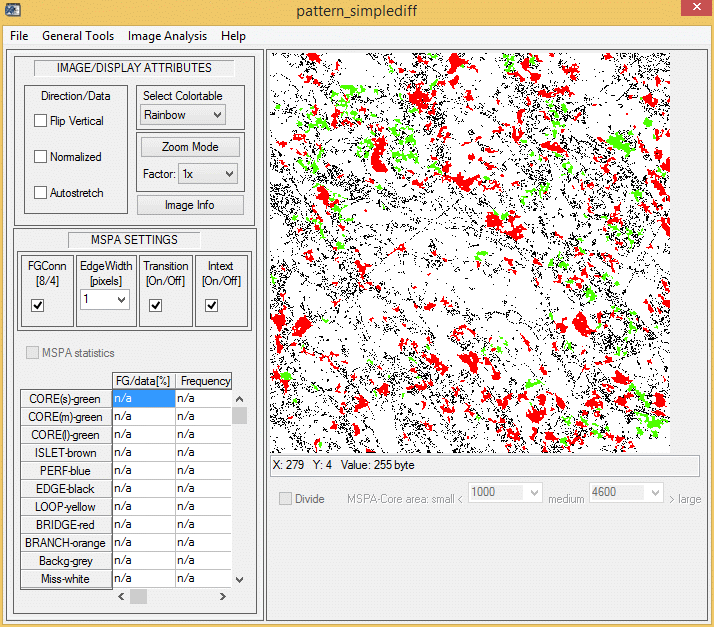 pattern_simplediff
File General Tools Image Analysis Help
IMAGE/DISPLAY ATTRIBUTES
Direction/Data
Flip Vertical
Normalized
Autostretch
Select Colortable
Rainbow
Zoom Mode
Factor: 1x
Image Info
MSPA SETTINGS
FGConn
[8/4]
EdgeWidth
[pixels]
1
Transition
[On/Off]
Intext
[On/Off]
MSPA statistics
FG/data[%] Frequency
CORE(s)-green n/a n/a
CORE(m)-green n/a n/a
CORE(l)-green n/a n/a
ISLET-brown n/a n/a
PERF-blue n/a n/a
EDGE-black n/a n/a
LOOP-yellow n/a n/a
BRIDGE-red n/a n/a
BRANCH-orange n/a n/a
Backg-grey n/a n/a
Miss-white n/a n/a
X: 279 Y: 4 Value: 255 byte
Divide MSPA-Core area: small < 1000 medium 4600 > large